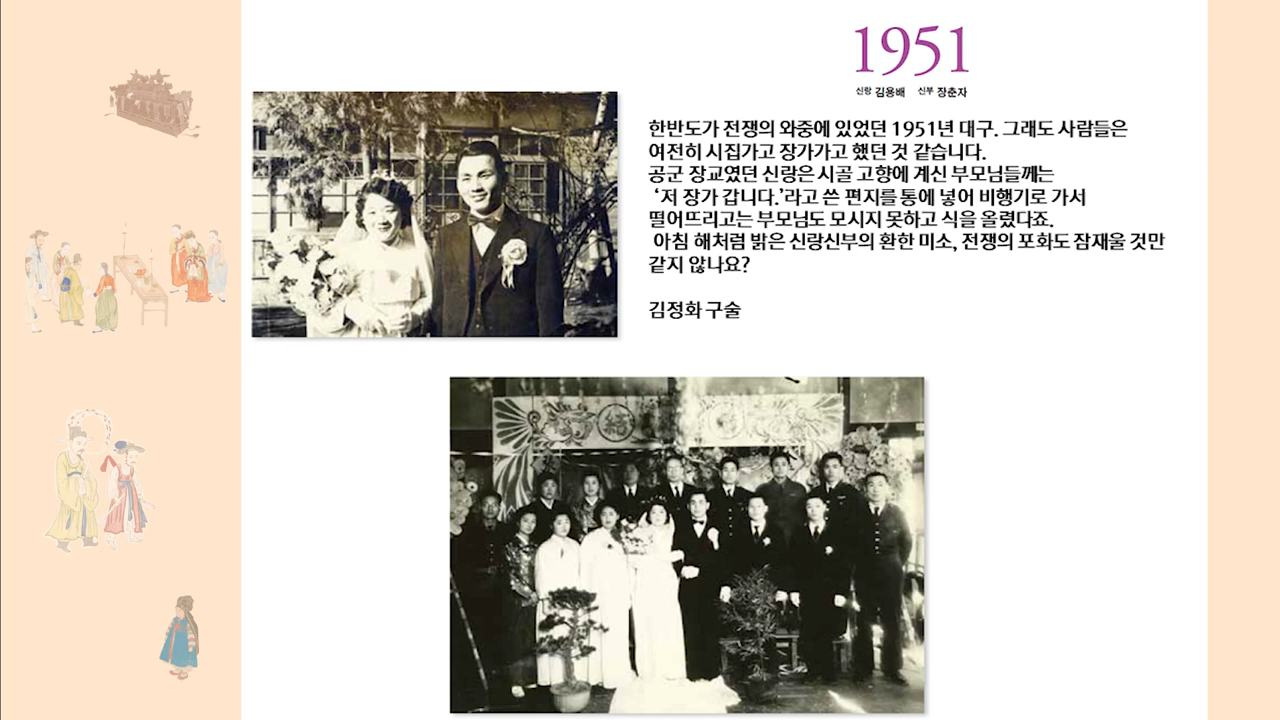 1951
신랑 김용배 신부 장춘자
한반도가 전쟁의 와중에 있었던 1951년 대구. 그래도 사람들은
여전히 시집가고 장가가고 했던 것 같습니다.
공군 장교였던 신랑은 시골 고향에 계신 부모님들께는
‘저 장가 갑니다.’라고 쓴 편지를 통에 넣어 비행기로 가서
떨어뜨리고는 부모님도 모시지 못하고 식을 올렸다죠.
아침 해처럼 밝은 신랑신부의 환한 미소, 전쟁의 포화도 잠재울 것만
같지 않나요?
김정화 구술